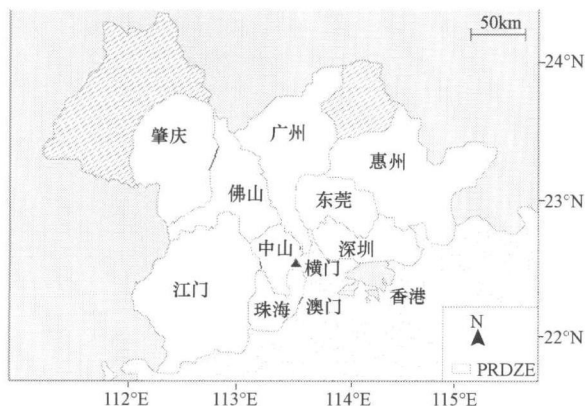 50km
24°N
肇庆
广州
惠州
佛山
东莞
23°N
中山
深圳
横门
江门
珠海
澳门
香港
N
22°N
PRDZE
112°E
113°E
114°E
115°E